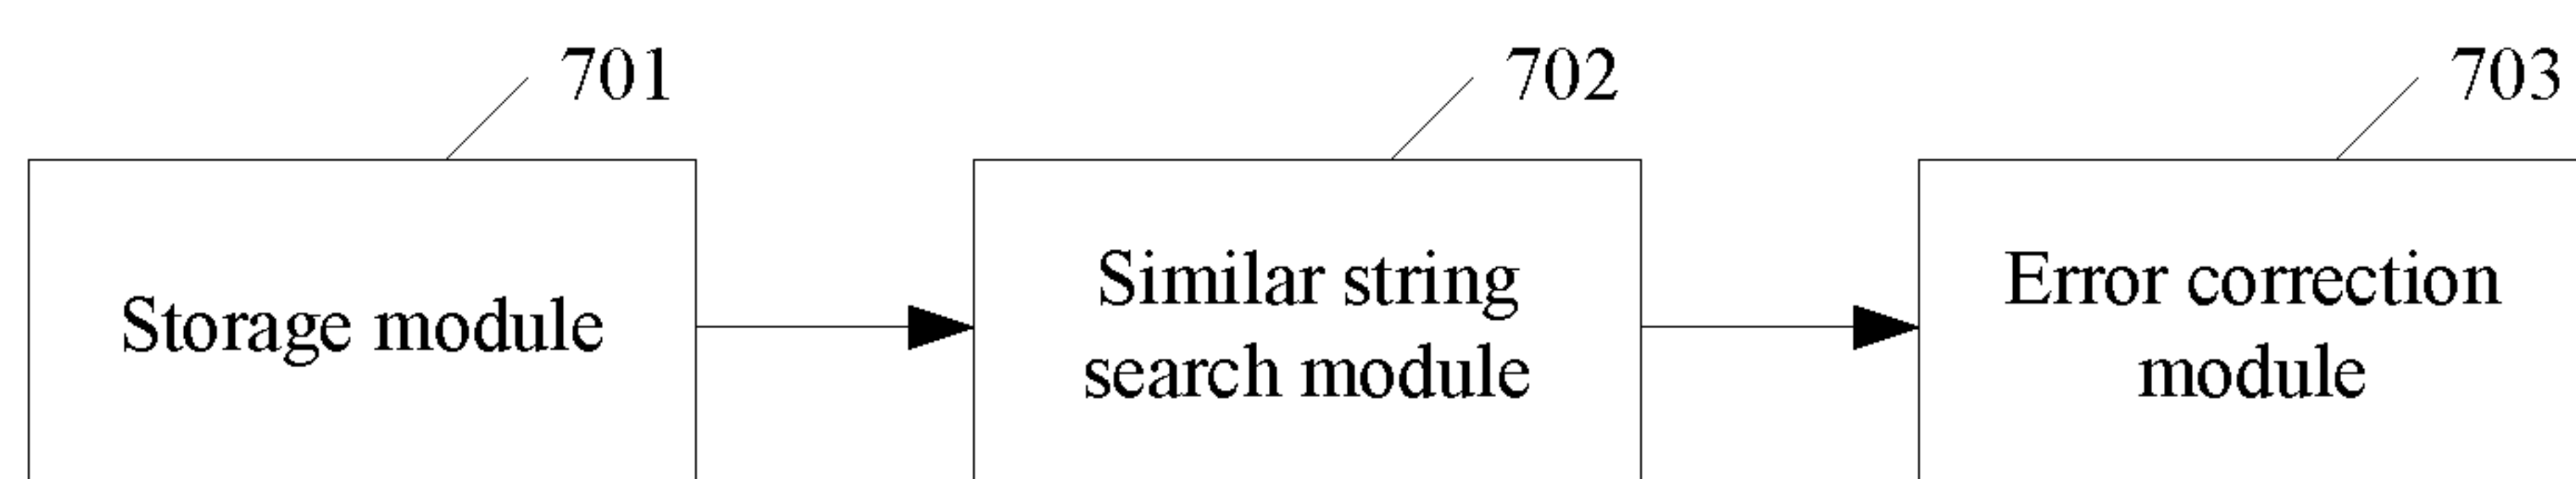 701
702
703
Storage module
Similar string
search module
Error correction
module